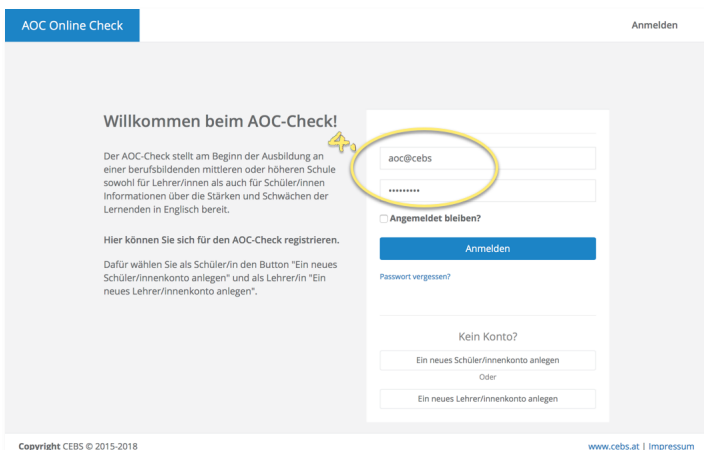 AOC Online Check
Anmelden
Willkommen beim AOC-Check!
4.
Der AOC-Check stellt am Beginn der Ausbildung an
einer berufsbildenden mittleren oder höheren Schule
sowohl für Lehrer/innen als auch für Schüler/innen
Informationen über die Stärken und Schwächen der
Lernenden in Englisch bereit.
Hier können Sie sich für den AOC-Check registrieren.
Dafür wählen Sie als Schüler/in den Button "Ein neues
Schüler/innenkonto anlegen" und als Lehrer/in "Ein
neues Lehrer/innenkonto anlegen".
aoc@cebs
•••••••••
Angemeldet bleiben?
Anmelden
Passwort vergessen?
Kein Konto?
Ein neues Schüler/innenkonto anlegen
Oder
Ein neues Lehrer/innenkonto anlegen
Copyright CEBS © 2015-2018
www.cebs.at | Impressum